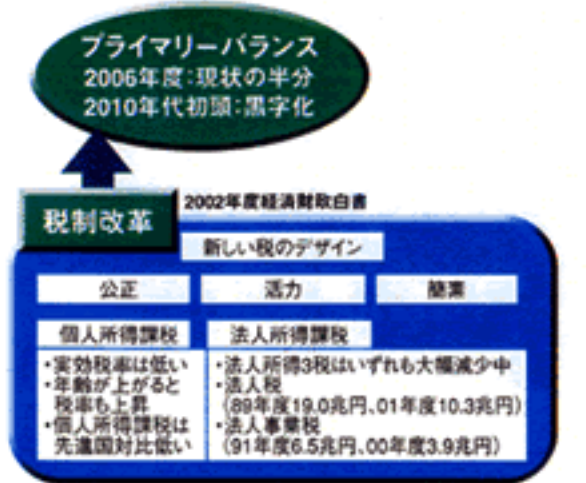 プライマリーバランス
2006年度:現状の半分
2010年代初頭:黒字化
税制改革
2002年度経済財政白書
新しい税のデザイン
公正
活力
簡素
個人所得課税
・実効税率は低い
・年齢が上がると
税率も上昇
・個人所得課税は
先進国対比低い
法人所得課税
・法人所得3税はいずれも大幅減少中
・法人税
(89年度19.0兆円、01年度10.3兆円)
・法人事業税
(91年度6.5兆円、00年度3.9兆円)